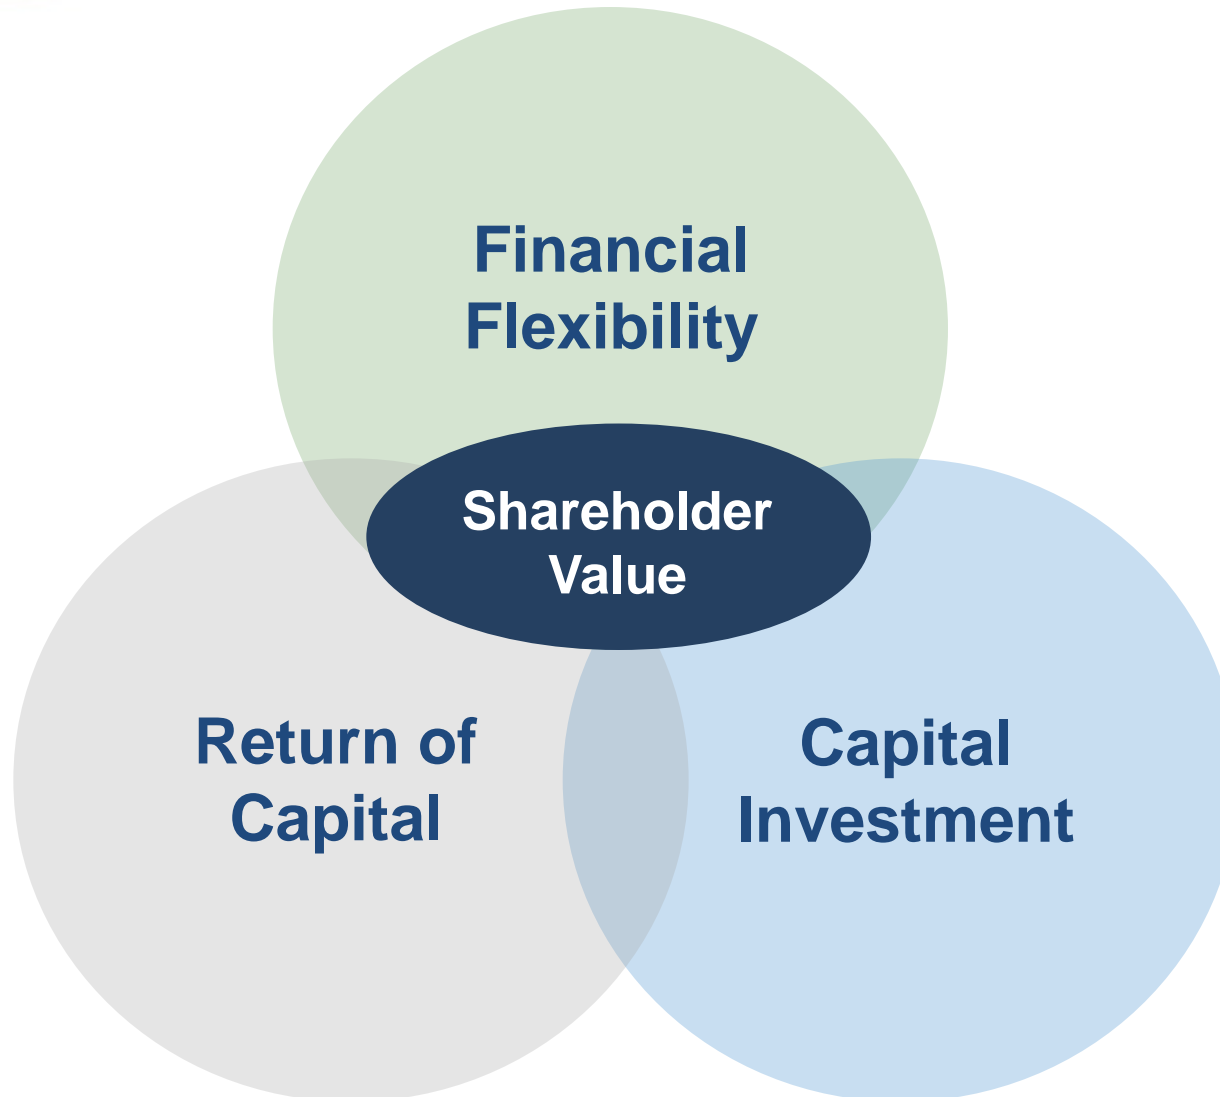 Financial
Flexibility
Shareholder
Value
Return of
Capital
Capital
Investment